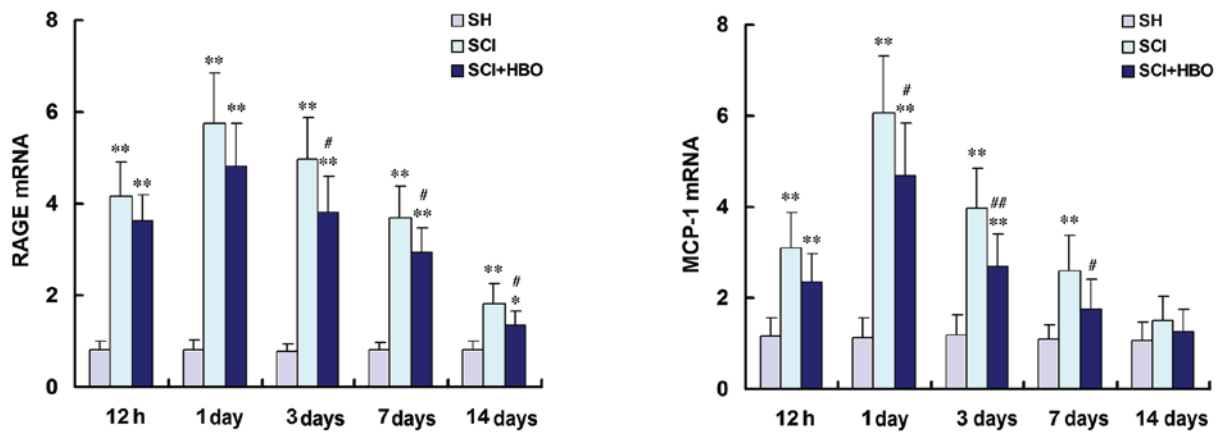 RAGE mRNA
8
6
4
2
0
SH
SCI
SCI+HBO
**
**
**
**
**
#
**
**
#
**
**
#
*
12 h
1 day
3 days
7 days
14 days
MCP-1 mRNA
8
6
4
2
0
SH
SCI
SCI+HBO
**
**
**
#
**
**
##
**
**
#
12h
1 day
3 days
7 days
14 days